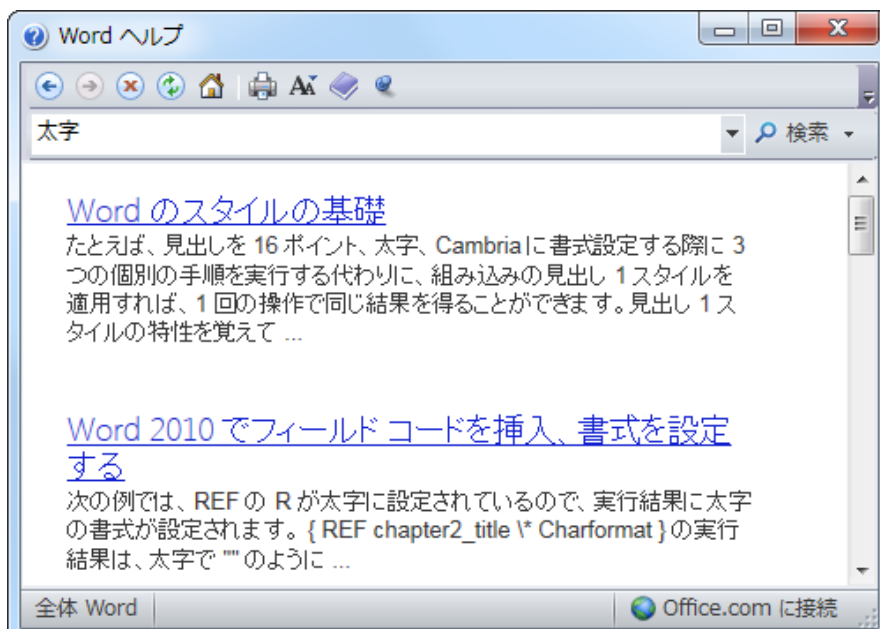 Word ヘルプ
太字
検索
Word のスタイルの基礎
たとえば、見出しを 16 ポイント、太字、Cambria に書式設定する際に 3
つの個別の手順を実行する代わりに、組み込みの見出し 1 スタイルを
適用すれば、1 回の操作で同じ結果を得ることができます。見出し 1 ス
タイルの特性を覚えて ...
Word 2010 でフィールド コードを挿入、書式を設定
する
次の例では、REF の R が太字に設定されているので、実行結果に太字
の書式が設定されます。{ REF chapter2_title \* Charformat } の実行
結果は、太字で "" のように ...
全体 Word
Office.com に接続